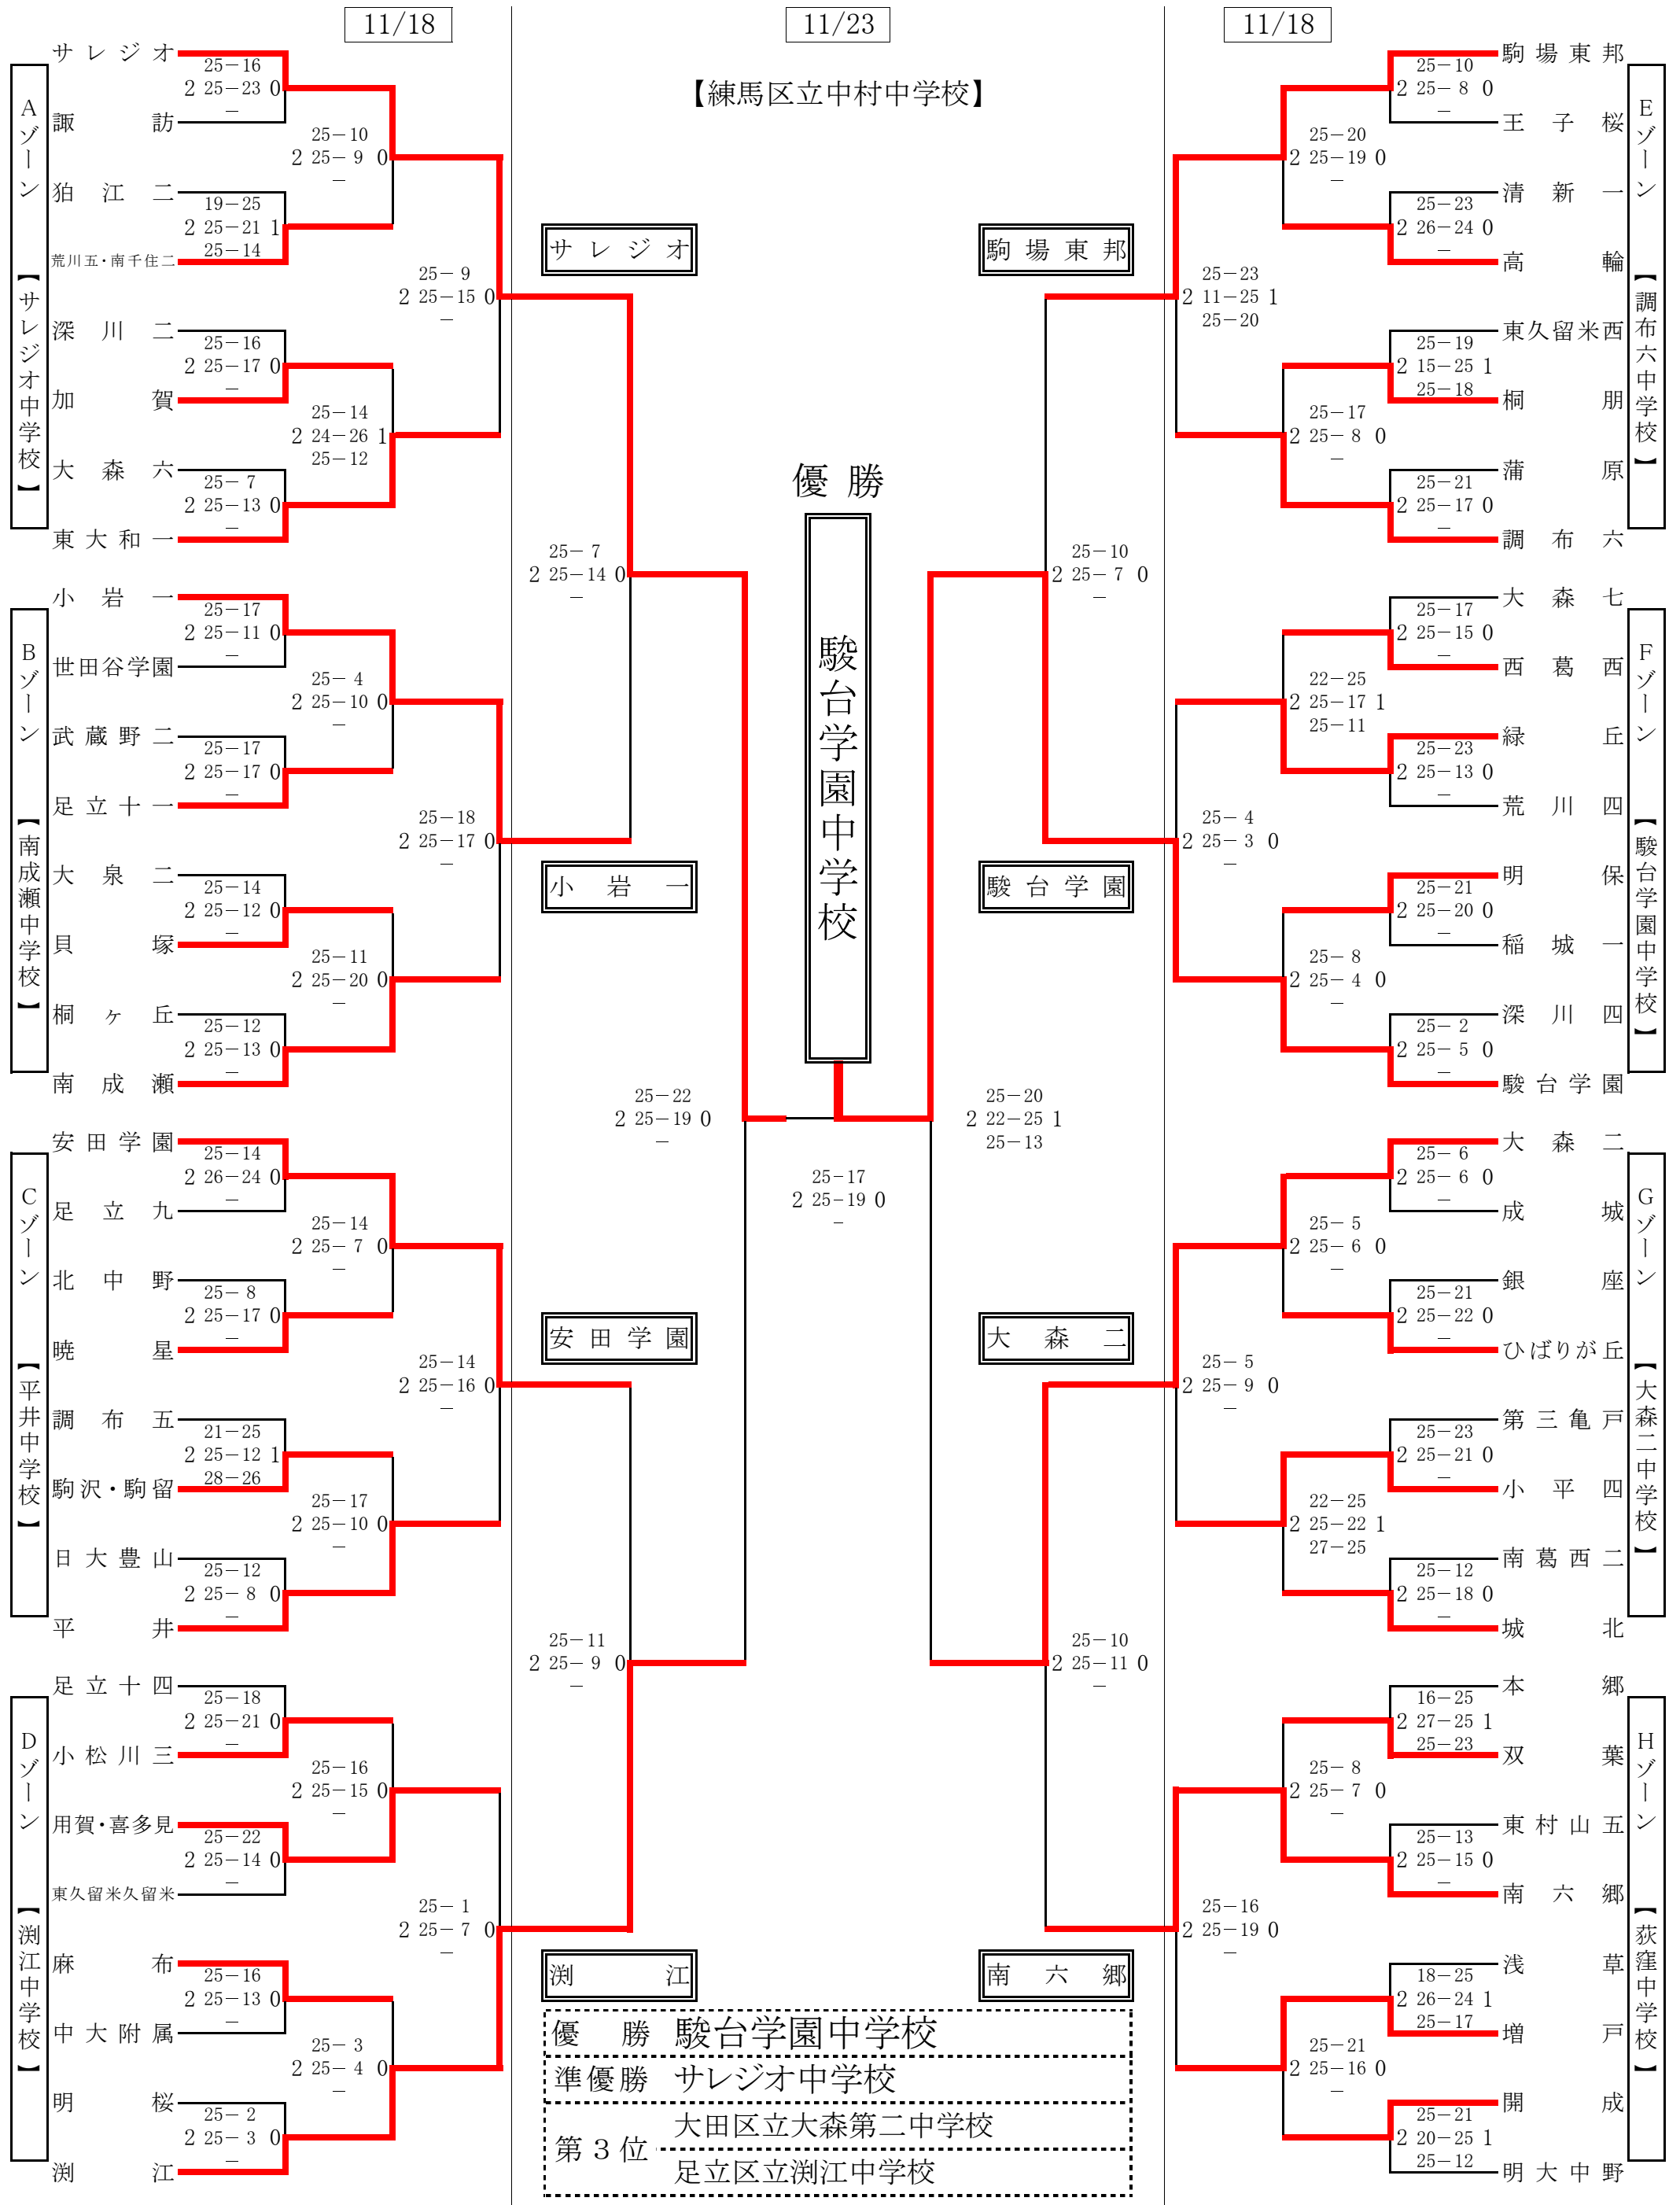 11/18
11/23
11/18
【練馬区立中村中学校】
Aゾーン 【サレジオ中学校】
サレジオ
25−16
2 25−23 0
−
諏訪
25−10
2 25− 9 0
−
狛江二
19−25
2 25−21 1
25−14
荒川五・南千住二
25− 9
2 25−15 0
−
深川二
25−16
2 25−17 0
−
加賀
25−14
2 24−26 1
25−12
大森六
25− 7
2 25−13 0
−
東大和一
Bゾーン 【南成瀬中学校】
小岩一
25−17
2 25−11 0
−
世田谷学園
25− 4
2 25−10 0
−
武蔵野二
25−17
2 25−17 0
−
足立十一
25−18
2 25−17 0
−
大泉二
25−14
2 25−12 0
−
貝塚
25−11
2 25−20 0
−
桐ヶ丘
25−12
2 25−13 0
−
南成瀬
Cゾーン 【平井中学校】
安田学園
25−14
2 26−24 0
−
足立九
25−14
2 25− 7 0
−
北中野
25− 8
2 25−17 0
−
暁星
25−14
2 25−16 0
−
調布五
21−25
2 25−12 1
28−26
駒沢・駒留
25−17
2 25−10 0
−
日大豊山
25−12
2 25− 8 0
−
平井
Dゾーン 【渕江中学校】
足立十四
25−18
2 25−21 0
−
小松川三
25−16
2 25−15 0
−
用賀・喜多見
25−22
2 25−14 0
−
東久留米久留米
25− 1
2 25− 7 0
−
麻布
25−16
2 25−13 0
−
中大附属
25− 3
2 25− 4 0
−
明桜
25− 2
2 25− 3 0
−
渕江
サレジオ
25− 7
2 25−14 0
−
小岩一
25−22
2 25−19 0
−
安田学園
25−11
2 25− 9 0
−
渕江
優勝
駿台学園中学校
25−17
2 25−19 0
−
駒場東邦
25−10
2 25− 7 0
−
駿台学園
25−20
2 22−25 1
25−13
大森二
25−10
2 25−11 0
−
南六郷
Eゾーン 【調布六中学校】
駒場東邦
25−10
2 25− 8 0
−
王子桜
25−20
2 25−19 0
−
清新一
25−23
2 26−24 0
−
高輪
25−23
2 11−25 1
25−20
東久留米西
25−19
2 15−25 1
25−18
桐朋
25−17
2 25− 8 0
−
蒲原
25−21
2 25−17 0
−
調布六
Fゾーン 【駿台学園中学校】
大森七
25−17
2 25−15 0
−
西葛西
22−25
2 25−17 1
25−11
緑丘
25−23
2 25−13 0
−
荒川四
25− 4
2 25− 3 0
−
明保
25−21
2 25−20 0
−
稲城一
25− 8
2 25− 4 0
−
深川四
25− 2
2 25− 5 0
−
駿台学園
Gゾーン 【大森二中学校】
大森二
25− 6
2 25− 6 0
−
成城
25− 5
2 25− 6 0
−
銀座
25−21
2 25−22 0
−
ひばりが丘
25− 5
2 25− 9 0
−
第三亀戸
25−23
2 25−21 0
−
小平四
22−25
2 25−22 1
27−25
南葛西二
25−12
2 25−18 0
−
城北
Hゾーン 【荻窪中学校】
本郷
16−25
2 27−25 1
25−23
双葉
25− 8
2 25− 7 0
−
東村山五
25−13
2 25−15 0
−
南六郷
25−16
2 25−19 0
−
浅草
18−25
2 26−24 1
25−17
増戸
25−21
2 25−16 0
−
開成
25−21
2 20−25 1
25−12
明大中野
優勝 駿台学園中学校
準優勝 サレジオ中学校
第３位 大田区立大森第二中学校
足立区立渕江中学校